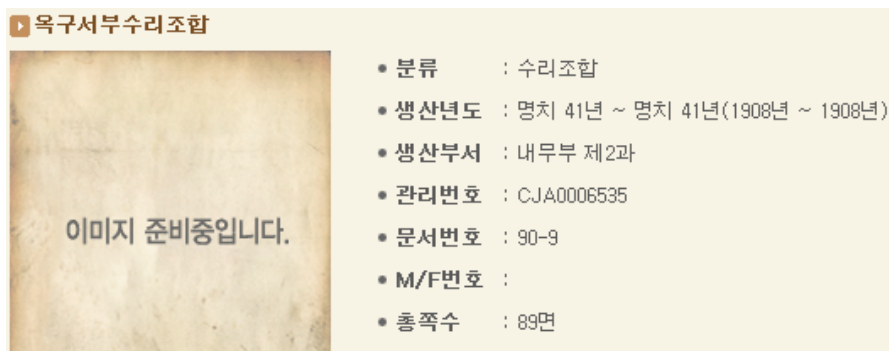 옥구서부수리조합
이미지 준비중입니다.
분류 : 수리조합
생산년도 : 명치 41년 ~ 명치 41년(1908년 ~ 1908년)
생산부서 : 내무부 제2과
관리번호 : CJA0006535
문서번호 : 90-9
M/F번호 :
총쪽수 : 89면